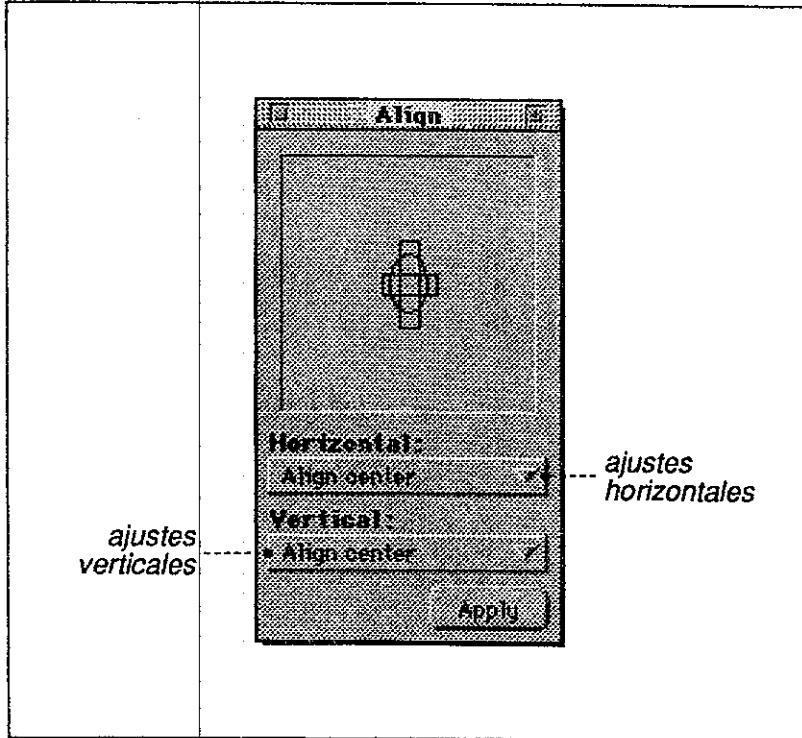 Align
Horizontal:
Align center
ajustes
horizontales
Vertical:
ajustes
verticales
Align center
Apply